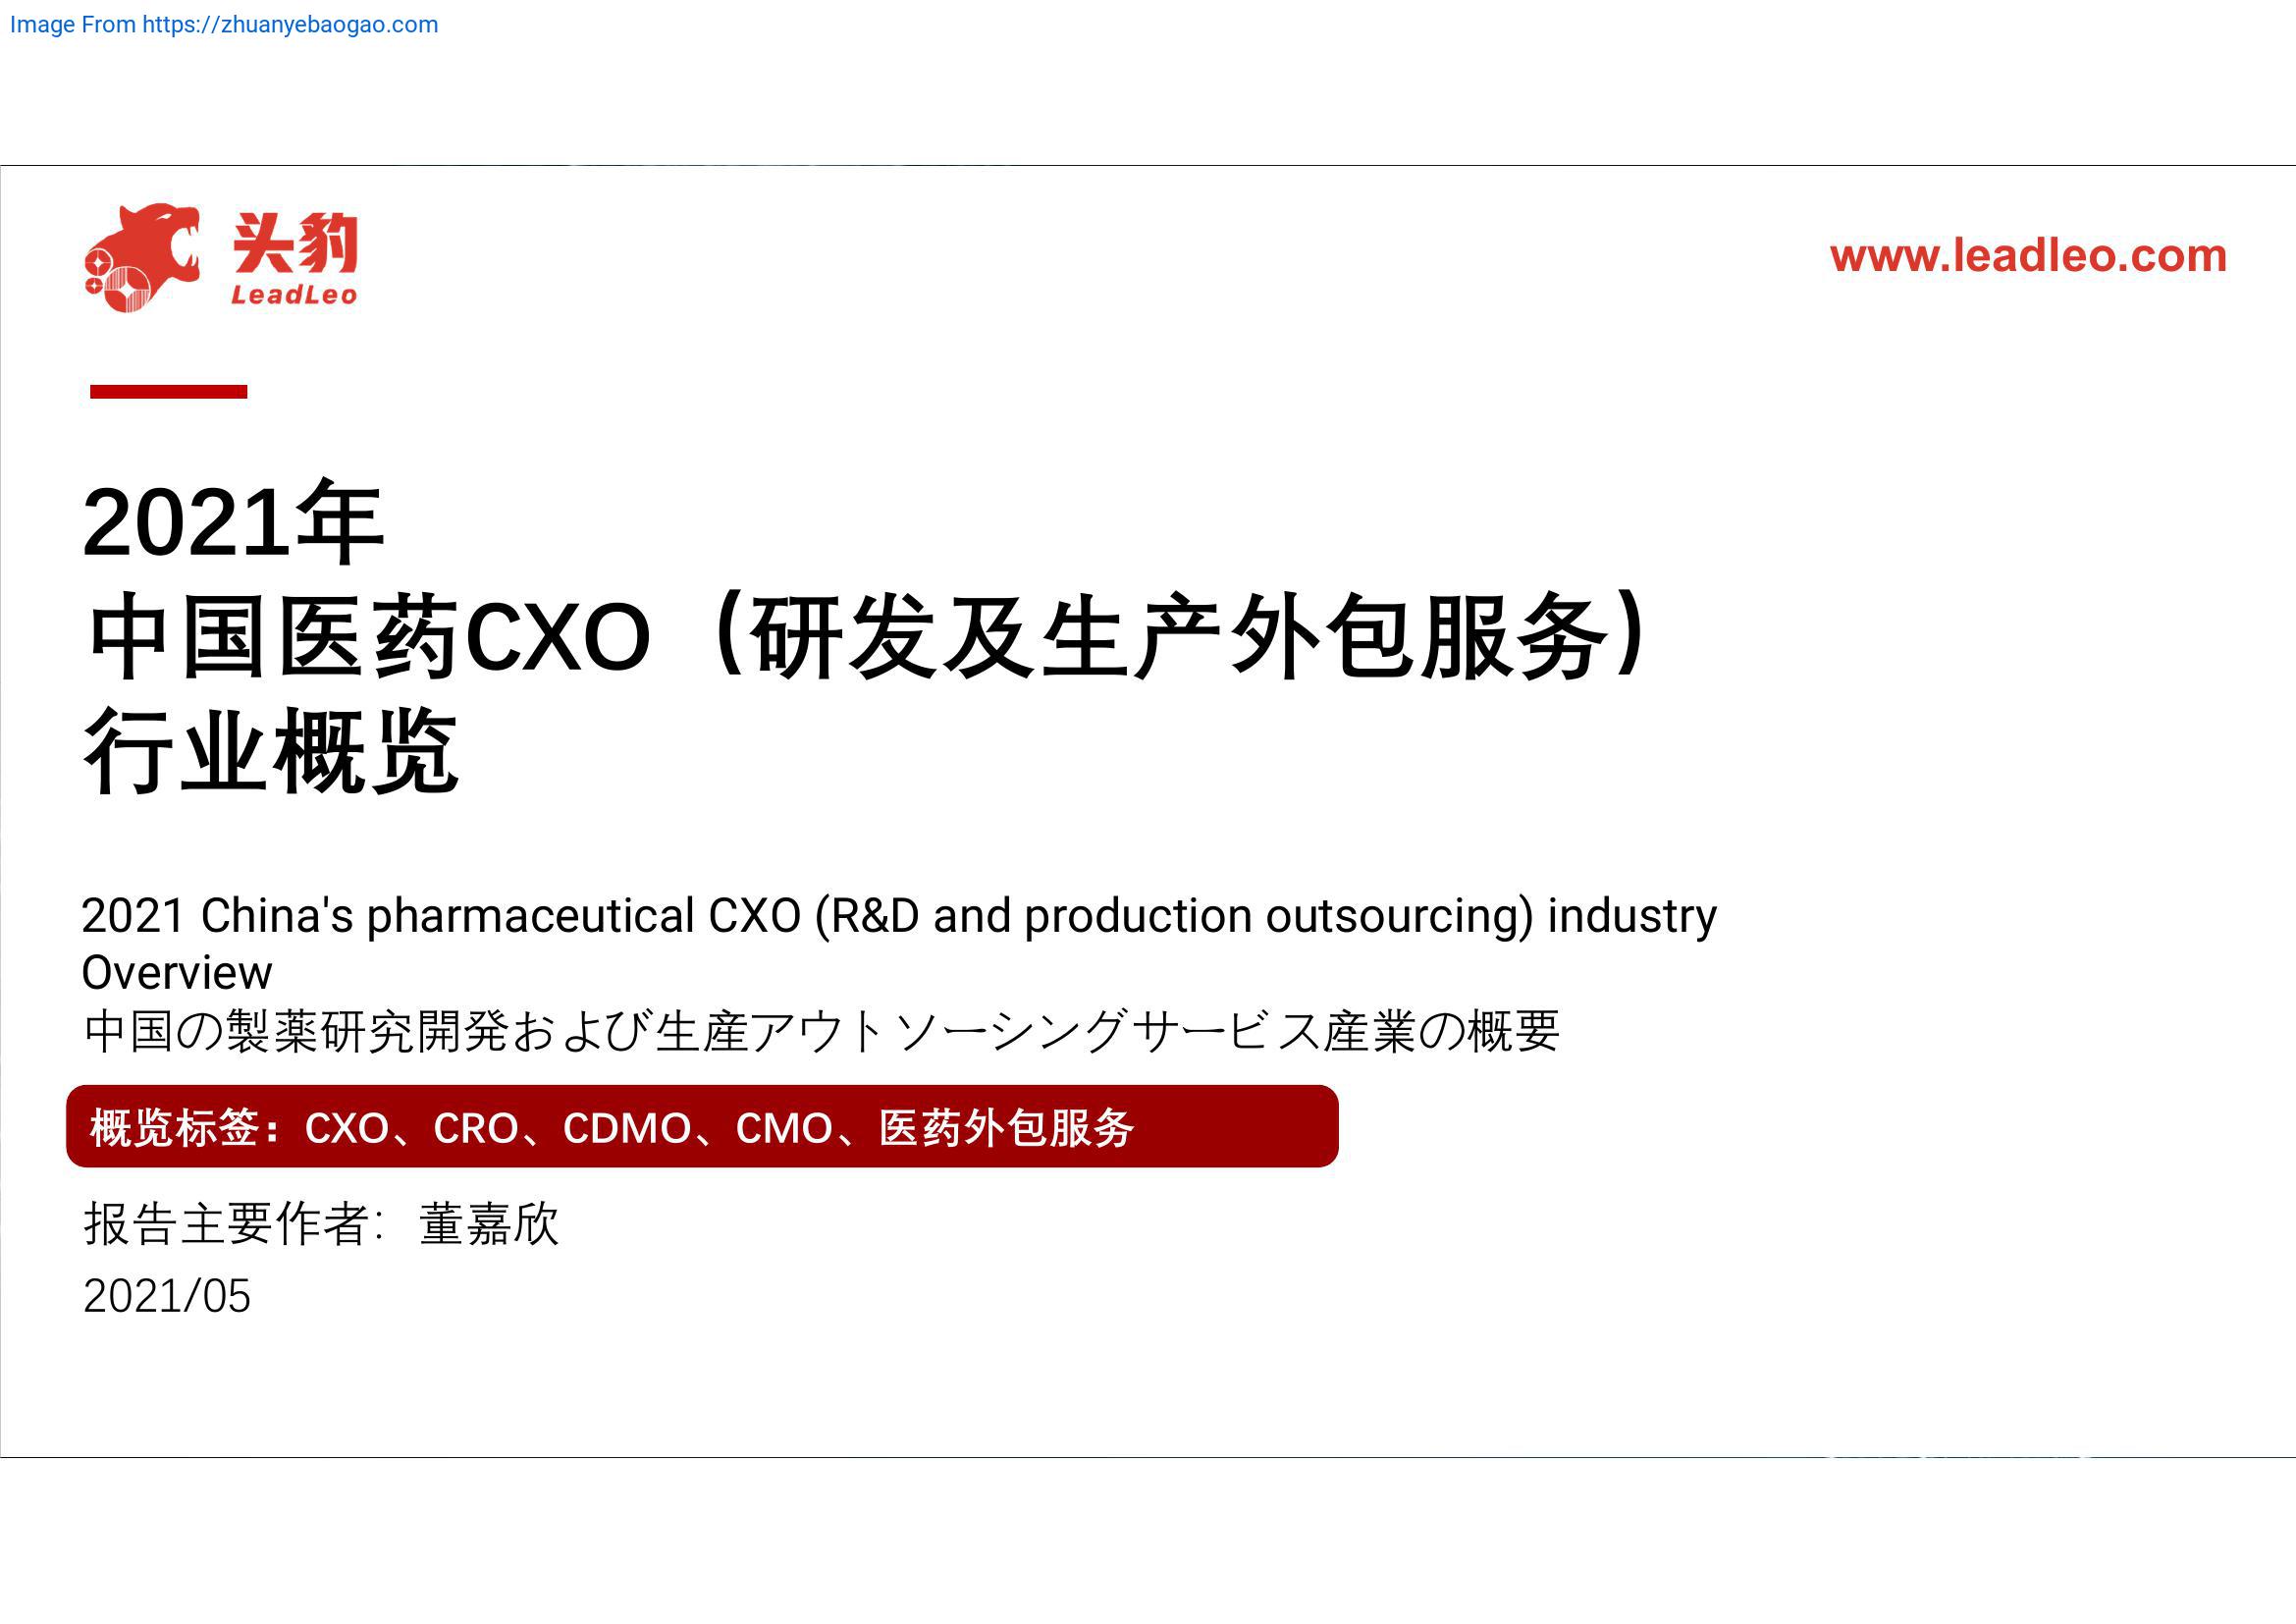 Image From https://zhuanyebaogao.com
头豹
LeadLeo
www.leadleo.com
2021年
中国医药CXO（研发及生产外包服务）
行业概览
2021 China's pharmaceutical CXO (R&D and production outsourcing) industry
Overview
中国の製薬研究開発および生産アウトソーシングサービス産業の概要
概览标签：CXO、CRO、CDMO、CMO、医药外包服务
报告主要作者：董嘉欣
2021/05